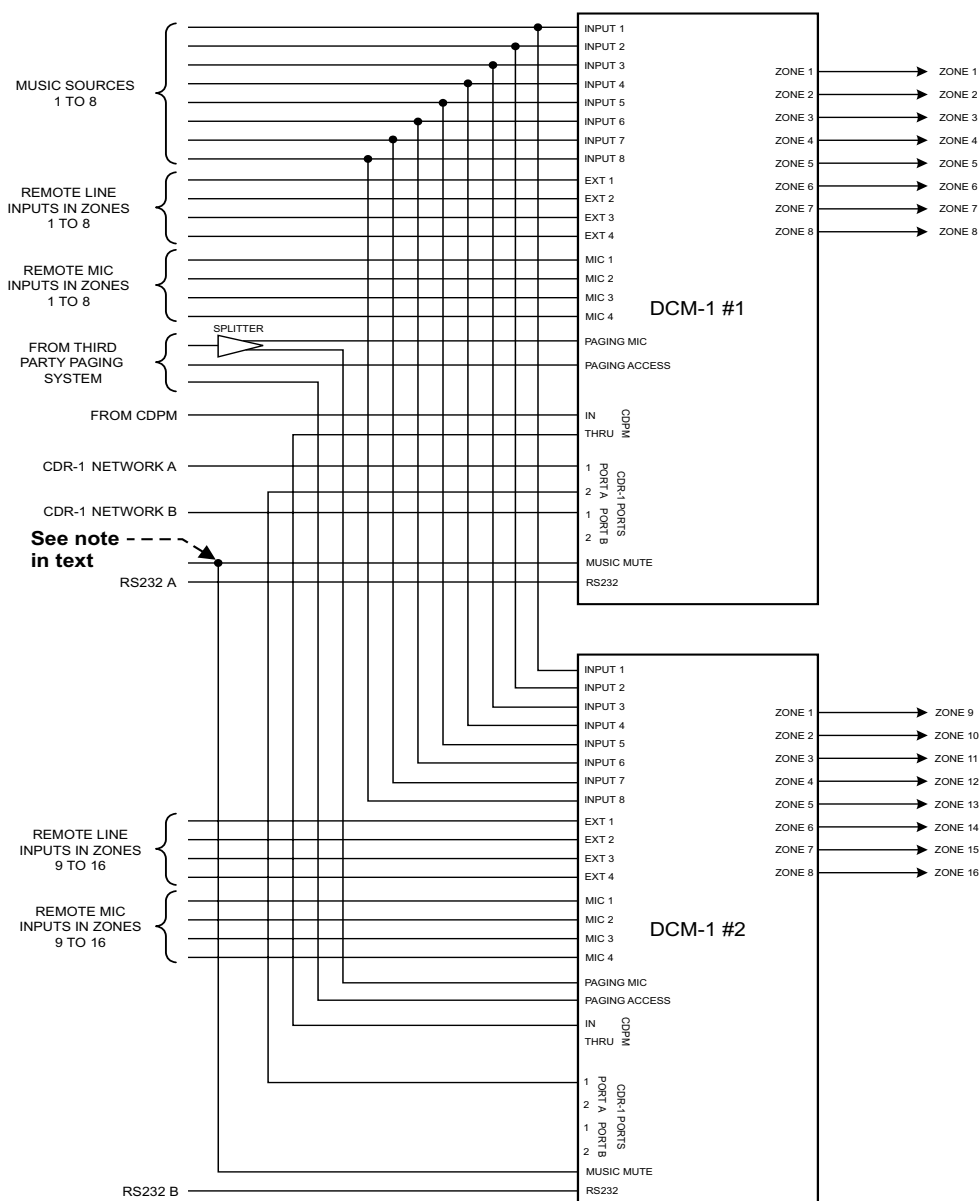 MUSIC SOURCES
1 TO 8
REMOTE LINE
INPUTS IN ZONES
1 TO 8
REMOTE MIC
INPUTS IN ZONES
1 TO 8
FROM THIRD
PARTY PAGING
SYSTEM
SPLITTER
FROM CDPM
CDR-1 NETWORK A
CDR-1 NETWORK B
See note
in text
RS232 A
INPUT 1
INPUT 2
INPUT 3
INPUT 4
INPUT 5
INPUT 6
INPUT 7
INPUT 8
EXT 1
EXT 2
EXT 3
EXT 4
MIC 1
MIC 2
MIC 3
MIC 4
PAGING MIC
PAGING ACCESS
IN
THRU
CDPM
1
2
PORT A
1
2
PORT B
CDR-1 PORTS
MUSIC MUTE
RS232
DCM-1 #1
ZONE 1 ZONE 1
ZONE 2 ZONE 2
ZONE 3 ZONE 3
ZONE 4 ZONE 4
ZONE 5 ZONE 5
ZONE 6 ZONE 6
ZONE 7 ZONE 7
ZONE 8 ZONE 8
REMOTE LINE
INPUTS IN ZONES
9 TO 16
REMOTE MIC
INPUTS IN ZONES
9 TO 16
RS232 B
INPUT 1
INPUT 2
INPUT 3
INPUT 4
INPUT 5
INPUT 6
INPUT 7
INPUT 8
EXT 1
EXT 2
EXT 3
EXT 4
MIC 1
MIC 2
MIC 3
MIC 4
PAGING MIC
PAGING ACCESS
IN
THRU
CDPM
1
2
PORT A
1
2
PORT B
CDR-1 PORTS
MUSIC MUTE
RS232
DCM-1 #2
ZONE 1 ZONE 9
ZONE 2 ZONE 10
ZONE 3 ZONE 11
ZONE 4 ZONE 12
ZONE 5 ZONE 13
ZONE 6 ZONE 14
ZONE 7 ZONE 15
ZONE 8 ZONE 16